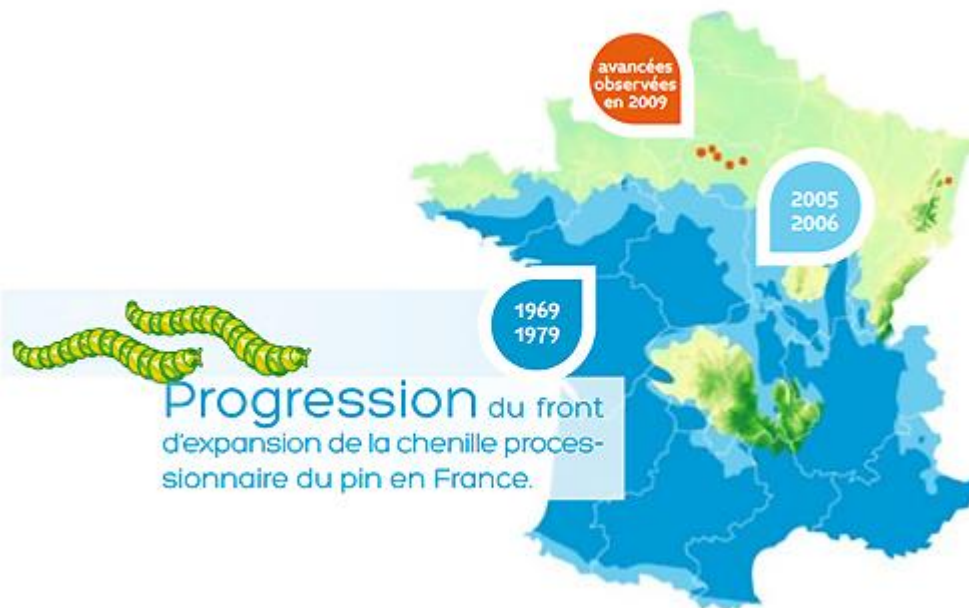 avancées
observées
en 2009
2005
2006
1969
1979
Progression du front
d'expansion de la chenille proces-
sionnaire du pin en France.